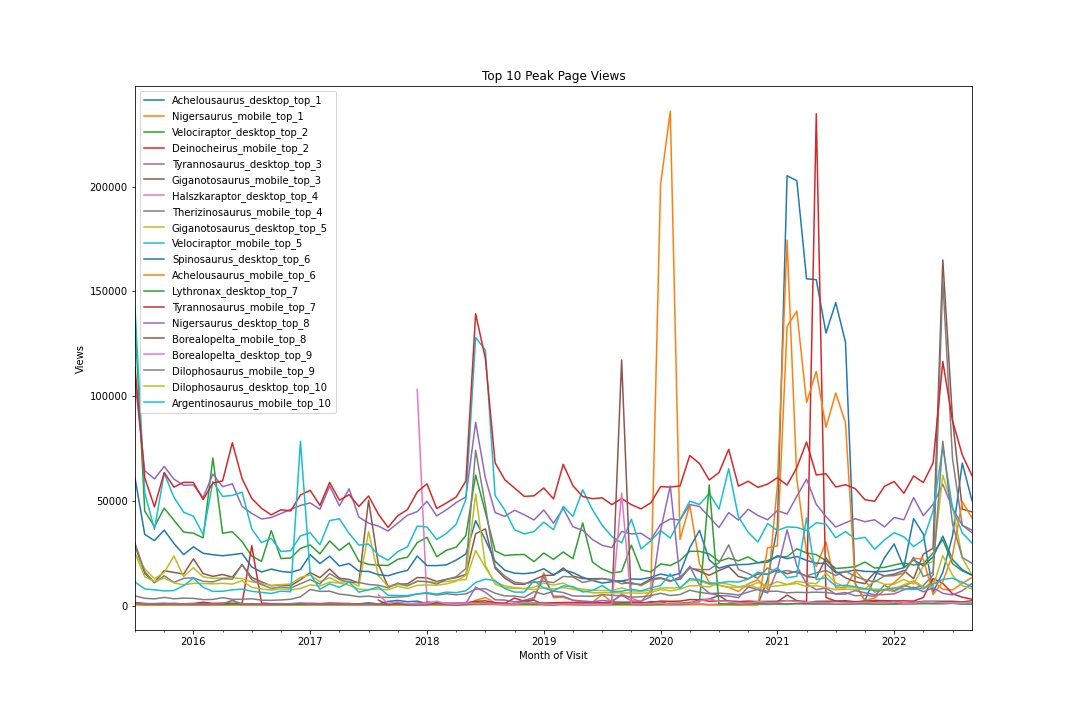 Top 10 Peak Page Views
Achelousaurus_desktop_top_1
Nigersaurus_mobile_top_1
Velociraptor_desktop_top_2
Deinocheirus_mobile_top_2
Tyrannosaurus_desktop_top_3
Giganotosaurus_mobile_top_3
Halszkaraptor_desktop_top_4
Therizinosaurus_mobile_top_4
Giganotosaurus_desktop_top_5
Velociraptor_mobile_top_5
Spinosaurus_desktop_top_6
Achelousaurus_mobile_top_6
Lythronax_desktop_top_7
Tyrannosaurus_mobile_top_7
Nigersaurus_desktop_top_8
Borealopelta_mobile_top_8
Borealopelta_desktop_top_9
Dilophosaurus_mobile_top_9
Dilophosaurus_desktop_top_10
Argentinosaurus_mobile_top_10
200000
150000
100000
50000
0
Views
2016 2017 2018 2019 2020 2021 2022
Month of Visit